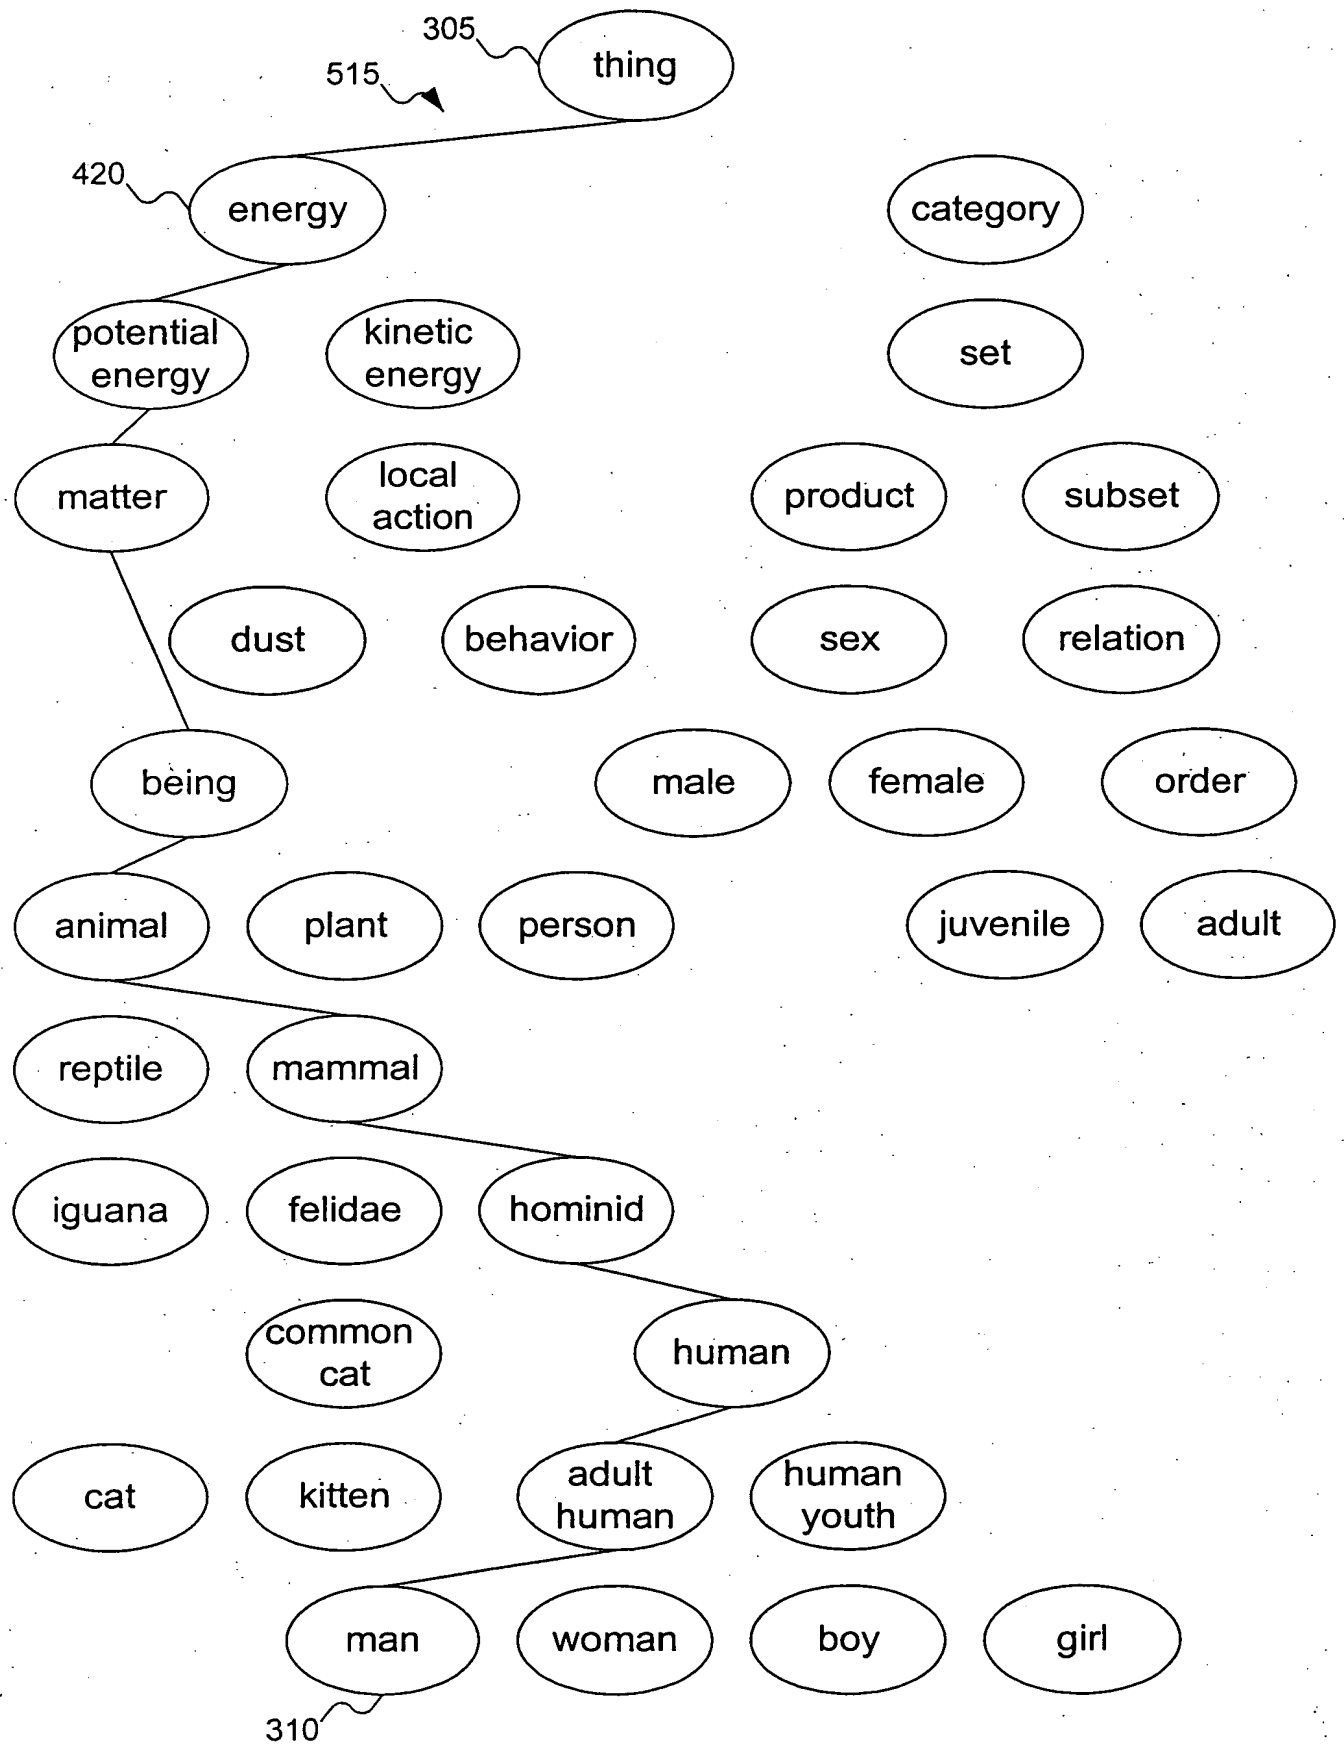 305
thing
515
420
energy
category
potential
energy
kinetic
energy
set
matter
local
action
product
subset
dust
behavior
sex
relation
being
male
female
order
animal
plant
person
juvenile
adult
reptile
mammal
iguana
felidae
hominid
common
cat
human
cat
kitten
adult
human
human
youth
man
woman
boy
girl
310